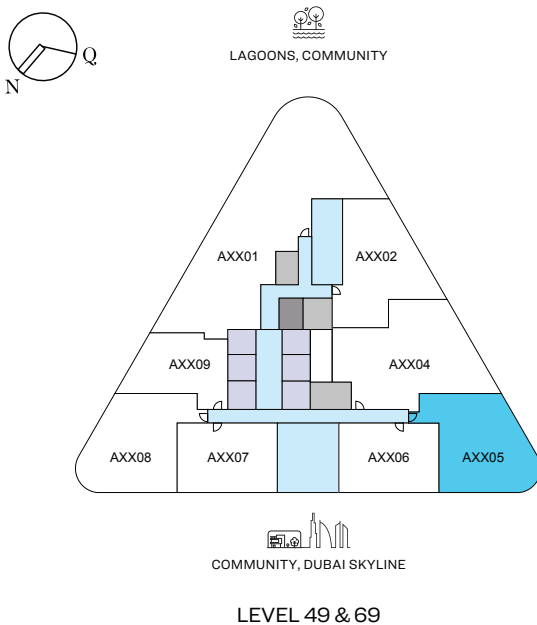 N
Q
LAGOONS, COMMUNITY
AXX01
AXX02
AXX09
AXX04
AXX08
AXX07
AXX06
AXX05
COMMUNITY, DUBAI SKYLINE
LEVEL 49 & 69